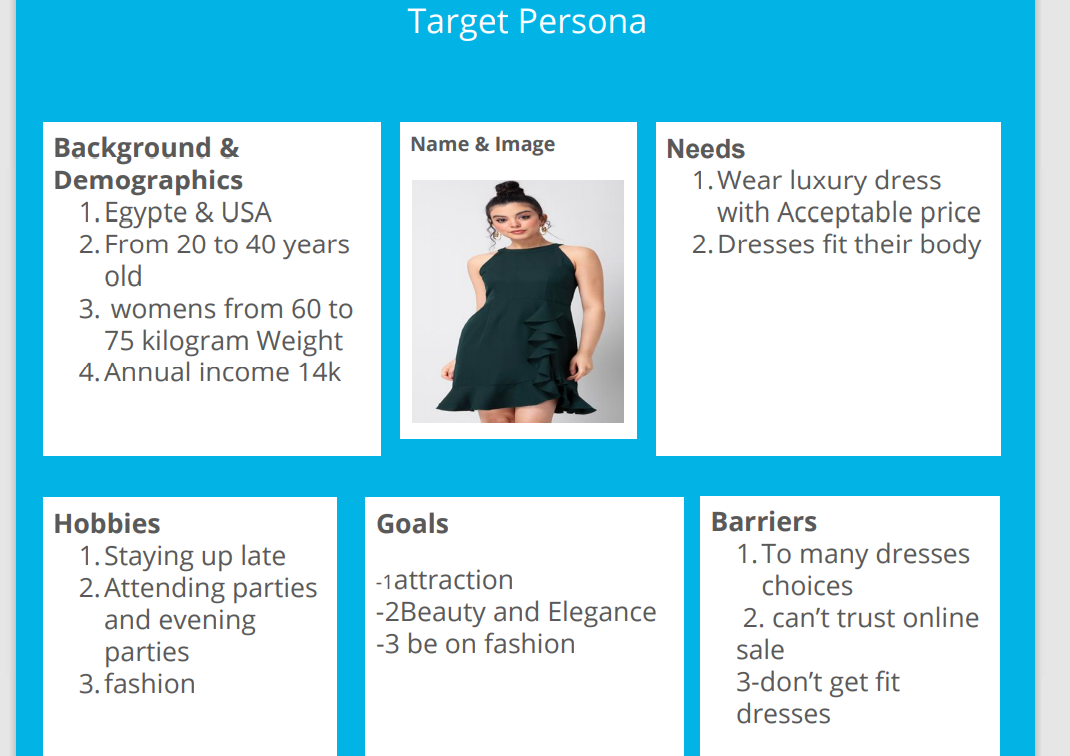 Target Persona
Background &
Demographics
1. Egypte & USA
2. From 20 to 40 years
old
3. womens from 60 to
75 kilogram Weight
4. Annual income 14k
Name & Image
Needs
1. Wear luxury dress
with Acceptable price
2. Dresses fit their body
Hobbies
1. Staying up late
2. Attending parties
and evening
parties
3. fashion
Goals
-1attraction
-2Beauty and Elegance
-3 be on fashion
Barriers
1. To many dresses
choices
2. can’t trust online
sale
3-don’t get fit
dresses